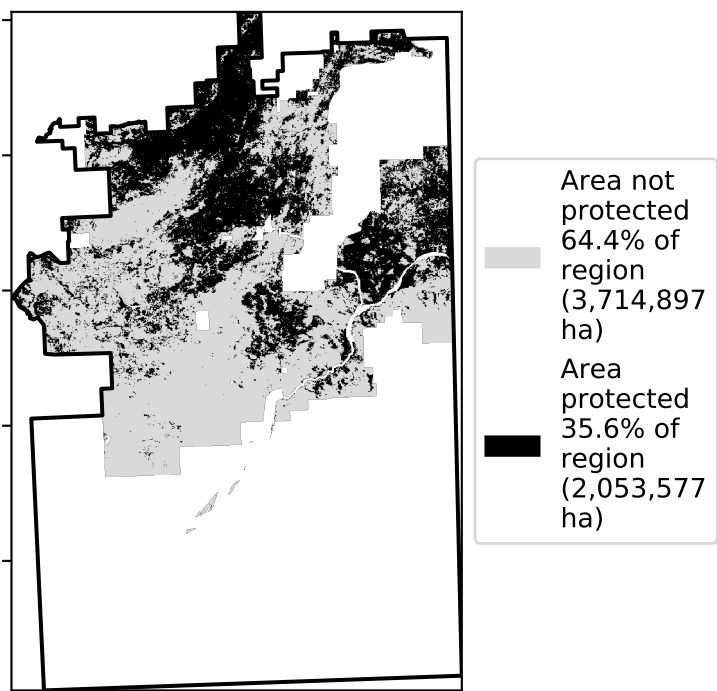 Area not
protected
64.4% of
region
(3,714,897
ha)
Area
protected
35.6% of
region
(2,053,577
ha)